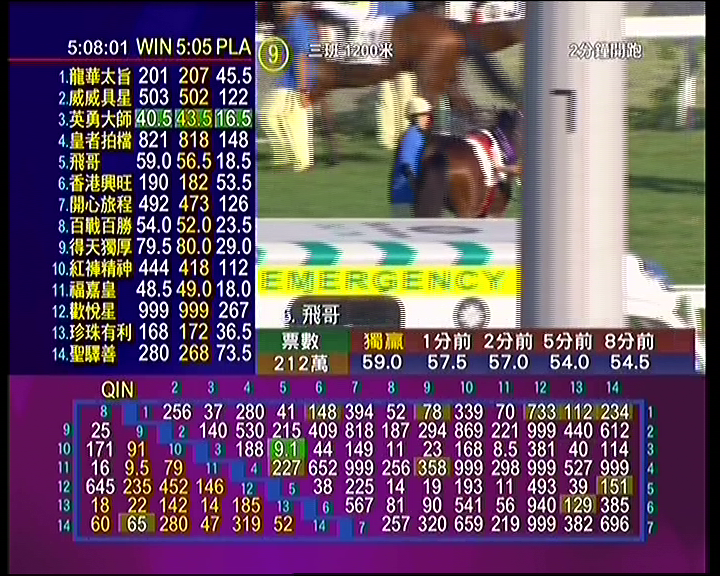 5:08:01 WIN 5:05 PLA
1.龍華太旨 201 207 45.5
2.威威具星 503 502 122
3.英勇大師 40.5 43.5 16.5
4.皇者拍檔 821 818 148
5.飛哥 59.0 56.5 18.5
6.香港興旺 190 182 53.5
7.開心旅程 492 473 126
8.百戰百勝 54.0 52.0 23.5
9.得天獨厚 79.5 80.0 29.0
10.紅褲精神 444 418 112
11.福嘉皇 48.5 49.0 18.0
12.歡悅星 999 999 267
13.珍珠有利 168 172 36.5
14.聖驛善 280 268 73.5
9 三班 1200米 2分鐘開跑
7
EMERGENCY
5. 飛哥
票數 獨贏 1分前 2分前 5分前 8分前
212萬 59.0 57.5 57.0 54.0 54.5
QIN 2 3 4 5 6 7 8 9 10 11 12 13 14
8 1 256 37 280 41 148 394 52 78 339 70 733 112 234 1
9 25 9 2 140 530 215 409 818 187 294 869 221 999 440 612 2
10 171 91 10 3 188 9.1 44 149 11 23 168 8.5 381 40 114 3
11 16 9.5 79 11 4 227 652 999 256 358 999 298 999 527 999 4
12 645 235 452 146 12 5 38 225 14 19 193 11 493 39 151 5
13 18 22 142 14 185 13 6 567 81 90 541 56 940 129 385 6
14 60 65 280 47 319 52 14 7 257 320 659 219 999 382 696 7